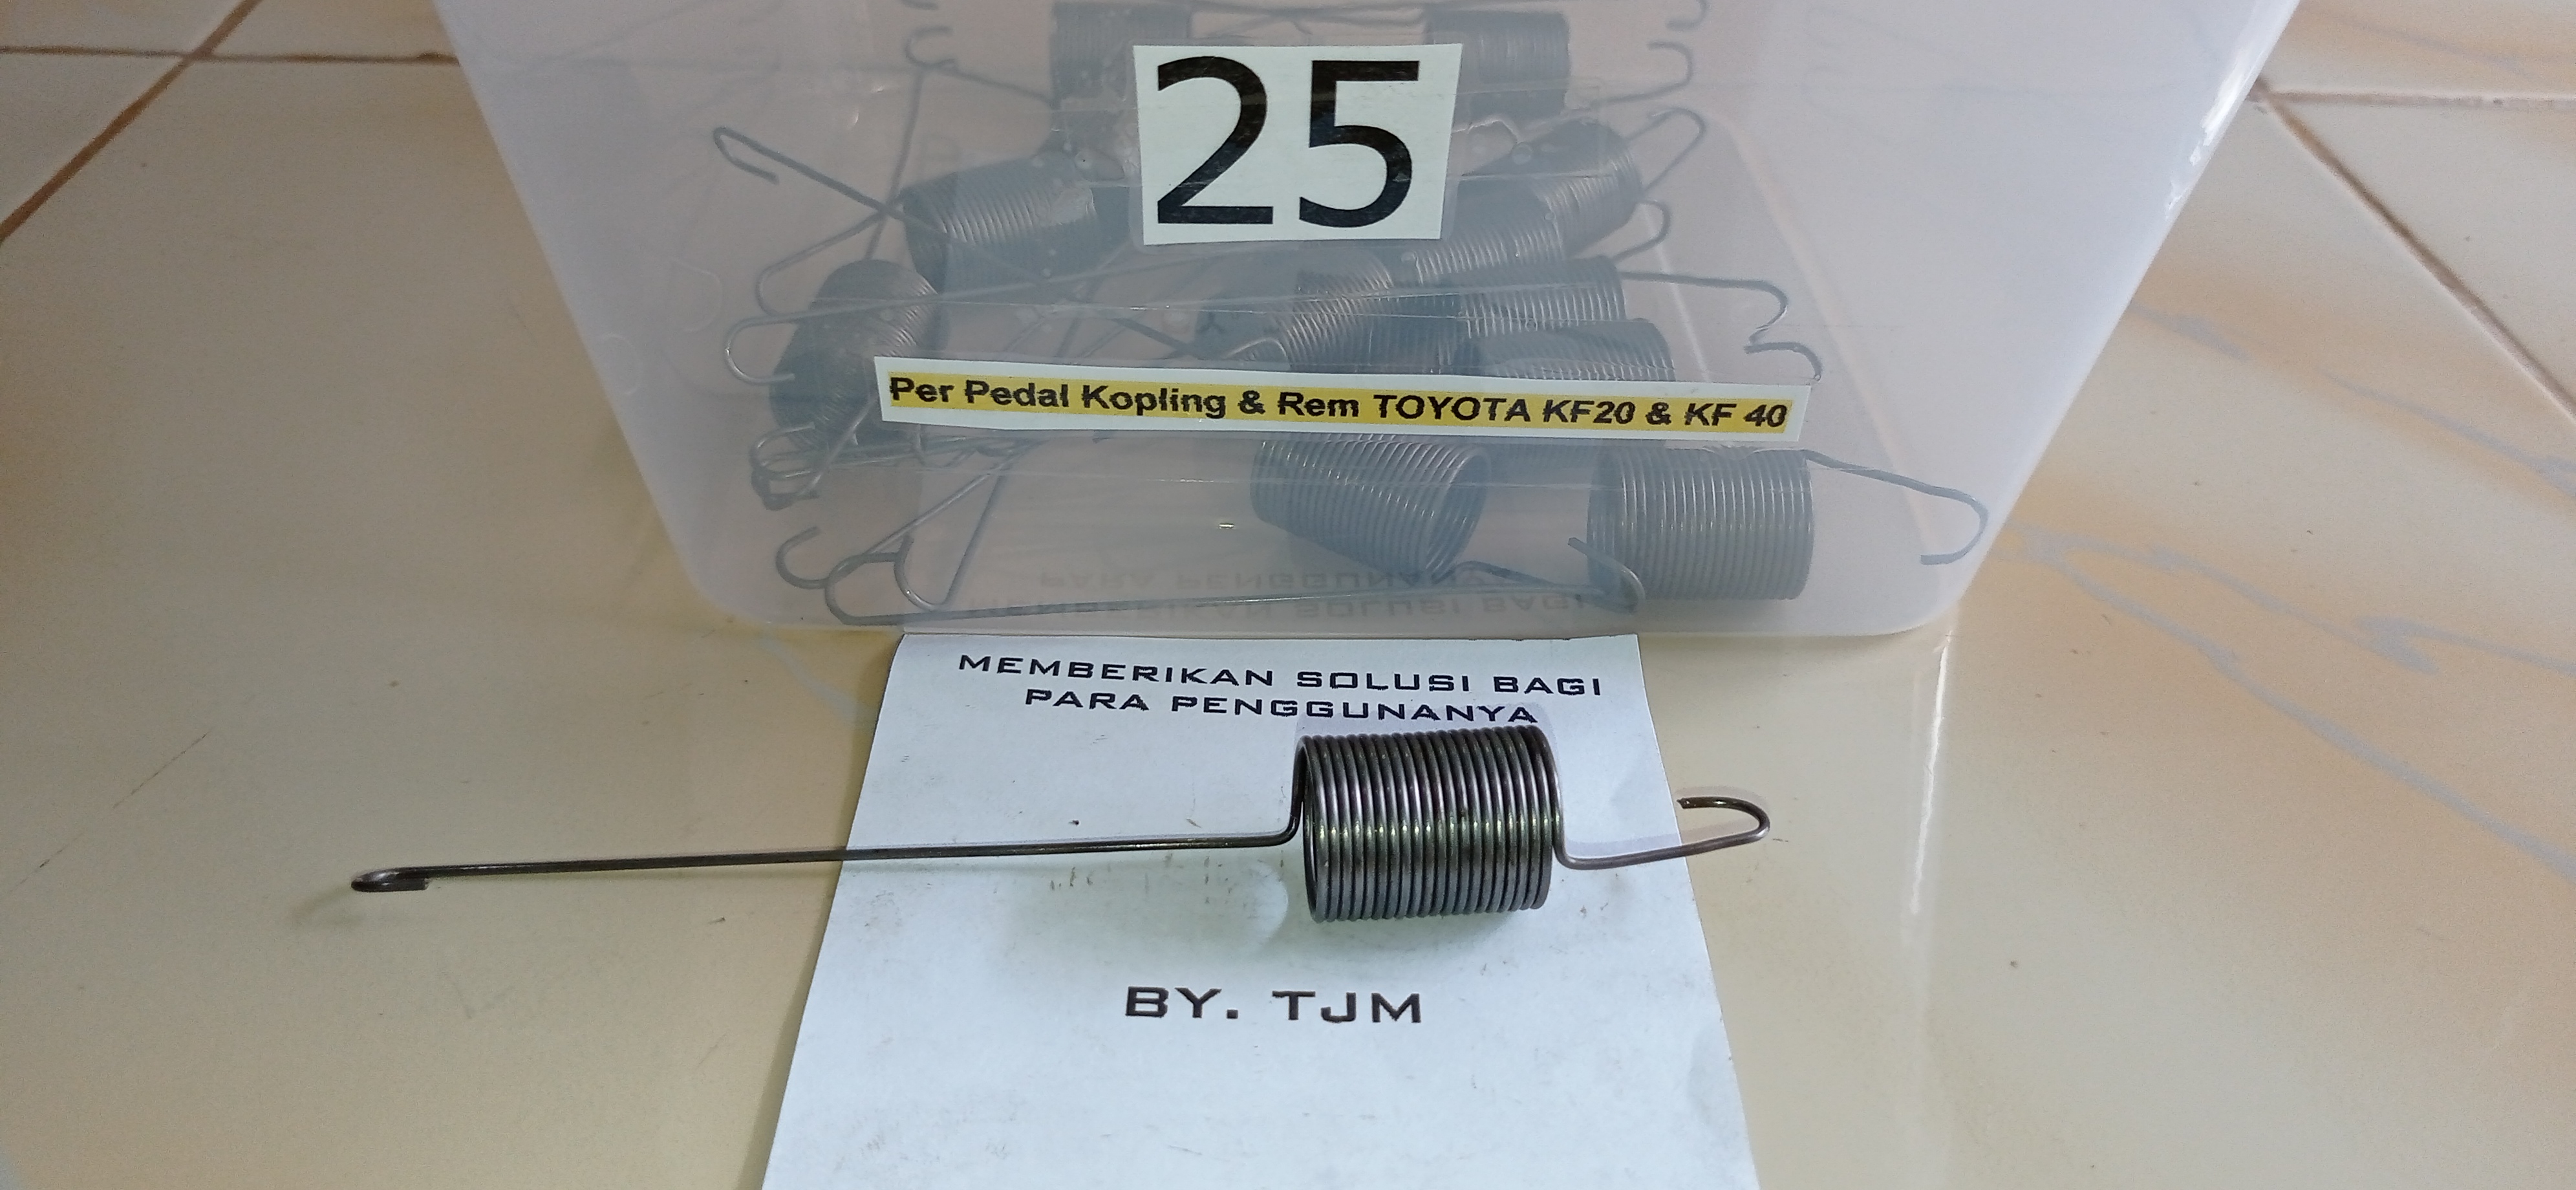 25
Per Pedal Kopling & Rem TOYOTA KF20 & KF 40
MEMBERIKAN SOLUSI BAGI
PARA PENGGUNANYA
BY. TJM